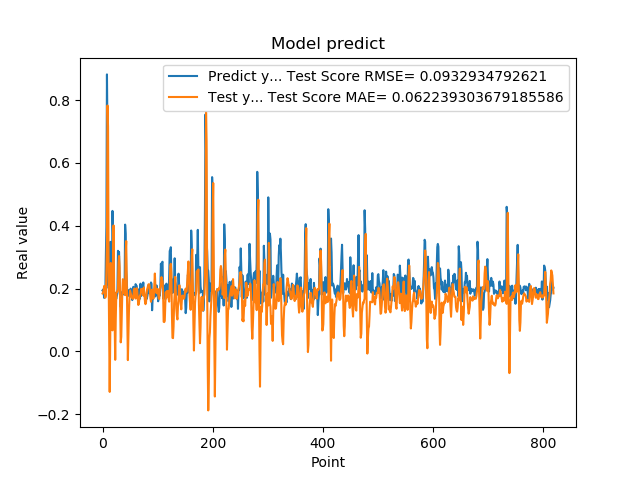 Model predict
Predict y... Test Score RMSE= 0.0932934792621
Test y... Test Score MAE= 0.062239303679185586
0.8
0.6
0.4
0.2
0.0
−0.2
Real value
0
200
400
600
800
Point